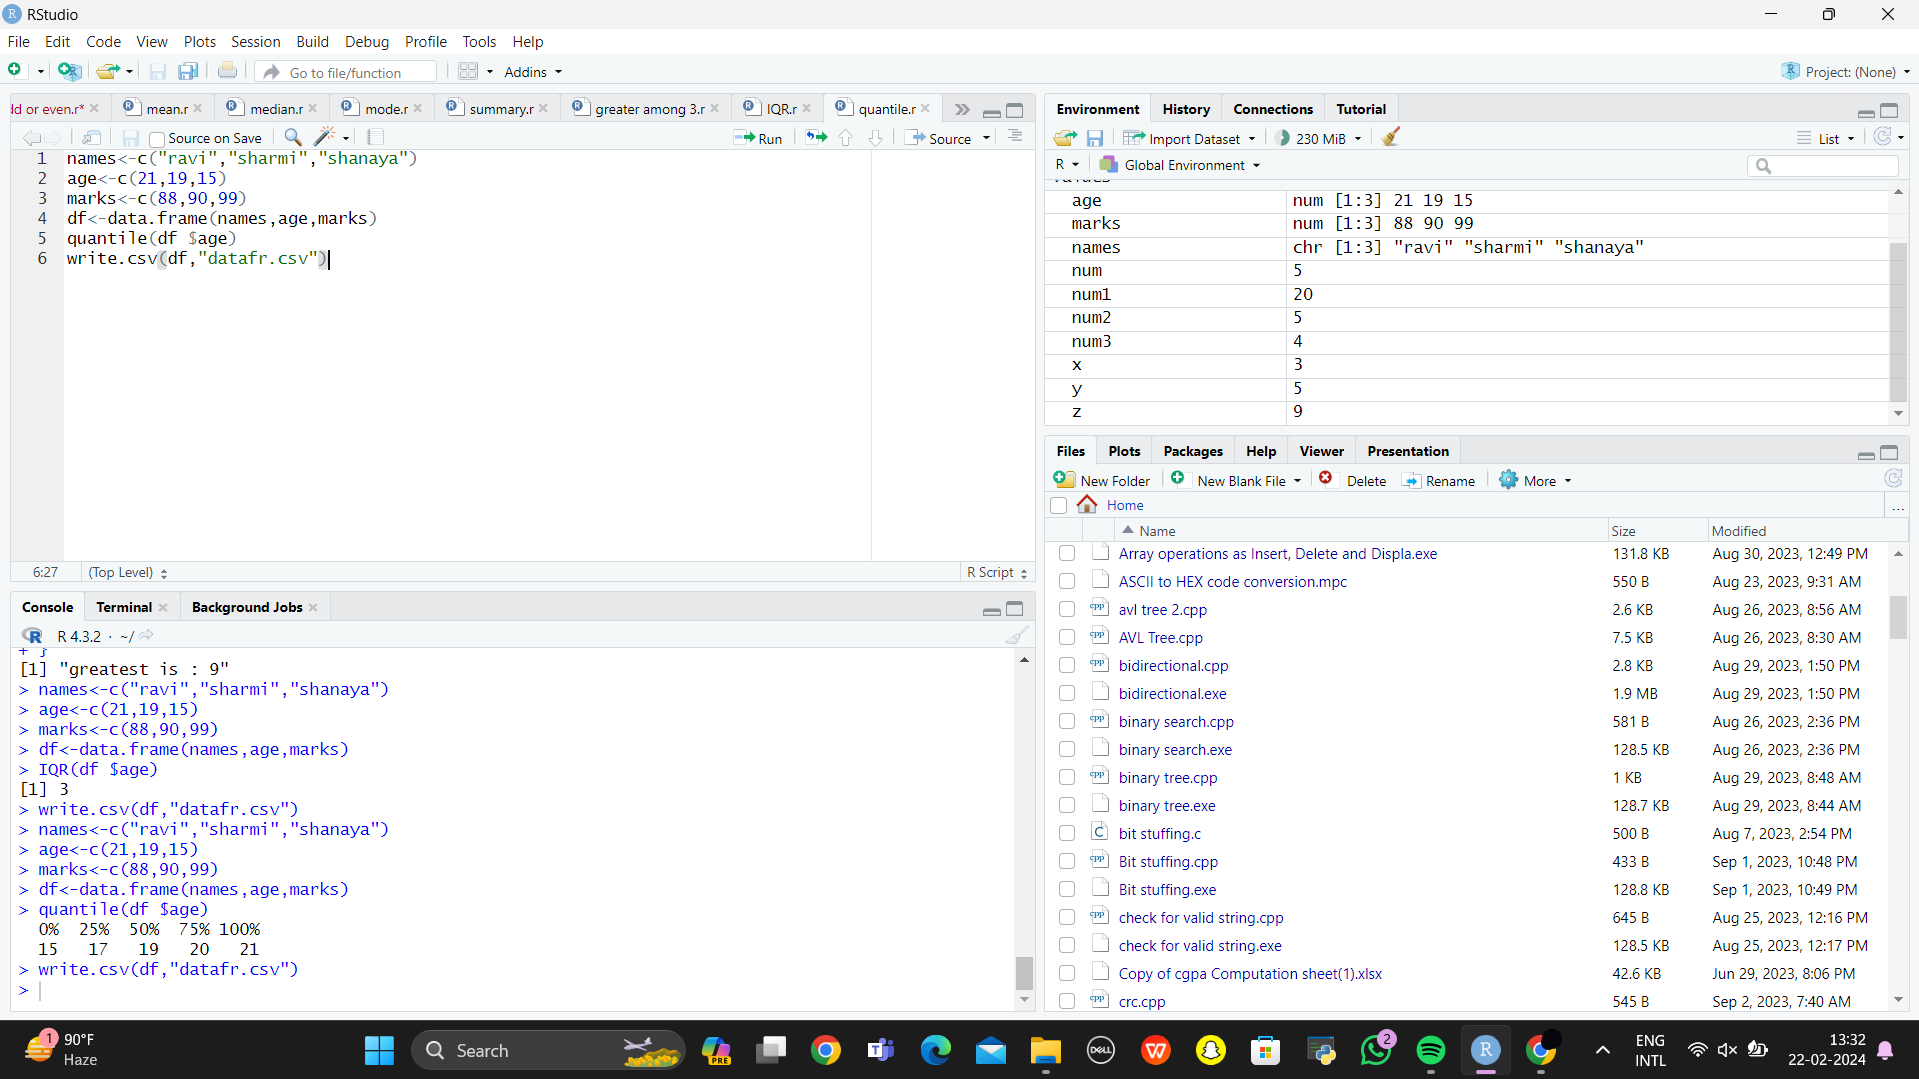 RStudio
File Edit Code View Plots Session Build Debug Profile Tools Help
Go to file/function Addins Project: (None)
dd or even.r* mean.r median.r mode.r summary.r greater among 3.r IQR.r quantile.r
Source on Save Run Source
1 names<-c("ravi","sharmi","shanaya")
2 age<-c(21,19,15)
3 marks<-c(88,90,99)
4 df<-data.frame(names,age,marks)
5 quantile(df $age)
6 write.csv(df,"datafr.csv")
6:27 (Top Level) R Script
Console Terminal Background Jobs
R 4.3.2 · ~/
+ }
[1] "greatest is : 9"
> names<-c("ravi","sharmi","shanaya")
> age<-c(21,19,15)
> marks<-c(88,90,99)
> df<-data.frame(names,age,marks)
> IQR(df $age)
[1] 3
> write.csv(df,"datafr.csv")
> names<-c("ravi","sharmi","shanaya")
> age<-c(21,19,15)
> marks<-c(88,90,99)
> df<-data.frame(names,age,marks)
> quantile(df $age)
0% 25% 50% 75% 100%
15 17 19 20 21
> write.csv(df,"datafr.csv")
>
Environment History Connections Tutorial
Import Dataset 230 MiB List
R Global Environment
age num [1:3] 21 19 15
marks num [1:3] 88 90 99
names chr [1:3] "ravi" "sharmi" "shanaya"
num 5
num1 20
num2 5
num3 4
x 3
y 5
z 9
Files Plots Packages Help Viewer Presentation
New Folder New Blank File Delete Rename More
Home ...
Name Size Modified
Array operations as Insert, Delete and Displa.exe 131.8 KB Aug 30, 2023, 12:49 PM
ASCII to HEX code conversion.mpc 550 B Aug 23, 2023, 9:31 AM
avl tree 2.cpp 2.6 KB Aug 26, 2023, 8:56 AM
AVL Tree.cpp 7.5 KB Aug 26, 2023, 8:30 AM
bidirectional.cpp 2.8 KB Aug 29, 2023, 1:50 PM
bidirectional.exe 1.9 MB Aug 29, 2023, 1:50 PM
binary search.cpp 581 B Aug 26, 2023, 2:36 PM
binary search.exe 128.5 KB Aug 26, 2023, 2:36 PM
binary tree.cpp 1 KB Aug 29, 2023, 8:48 AM
binary tree.exe 128.7 KB Aug 29, 2023, 8:44 AM
bit stuffing.c 500 B Aug 7, 2023, 2:54 PM
Bit stuffing.cpp 433 B Sep 1, 2023, 10:48 PM
Bit stuffing.exe 128.8 KB Sep 1, 2023, 10:49 PM
check for valid string.cpp 645 B Aug 25, 2023, 12:16 PM
check for valid string.exe 128.5 KB Aug 25, 2023, 12:17 PM
Copy of cgpa Computation sheet(1).xlsx 42.6 KB Jun 29, 2023, 8:06 PM
crc.cpp 545 B Sep 2, 2023, 7:40 AM
1 90°F
Haze
Search PRE DELL 2 R
ENG
INTL
13:32
22-02-2024